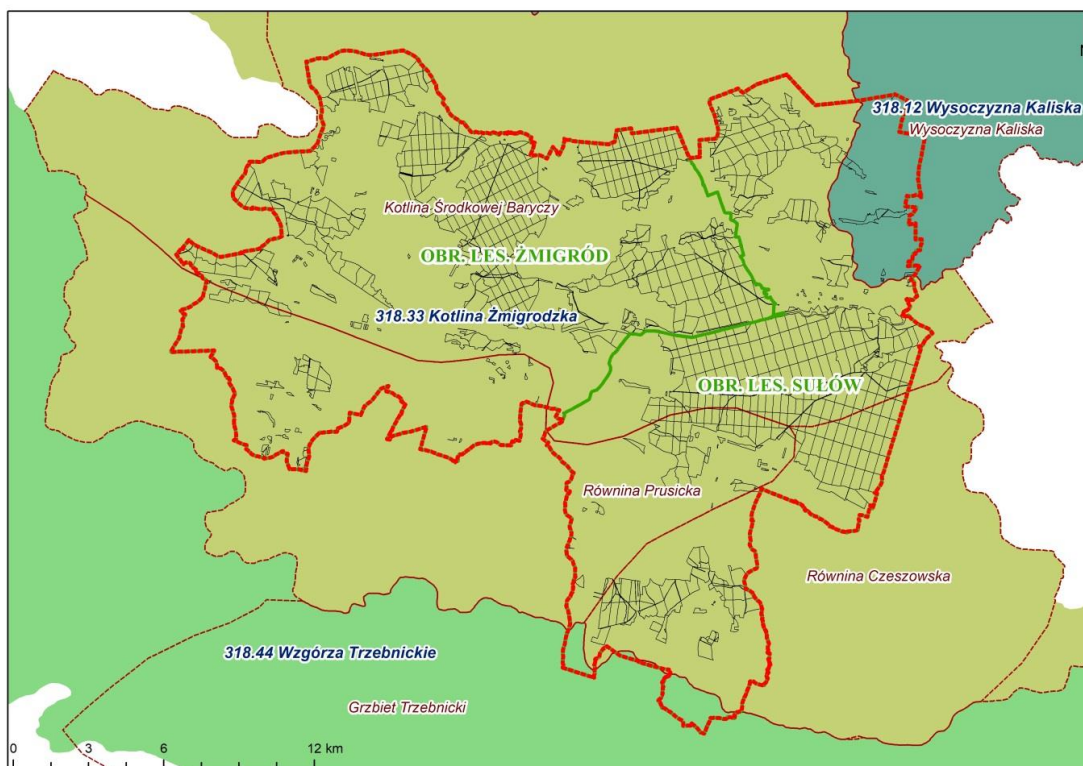 N
318.12 Wysoczyzna Kaliska
Wysoczyzna Kaliska
Kotlina Środkowej Baryczy
OBR. LES. ŻMIGRÓD
318.33 Kotlina Żmigrodzka
OBR. LES. SUŁÓW
Równina Prusicka
Równina Czeszowska
318.44 Wzgórza Trzebnickie
Grzbiet Trzebnicki
0 3 6 12 km